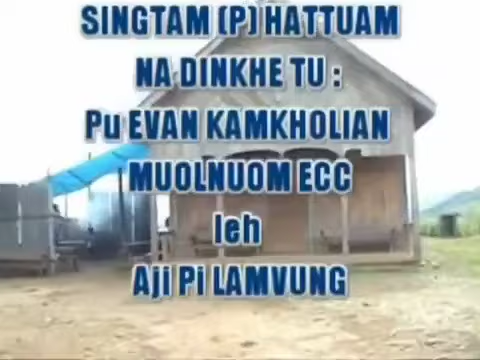 SINGTAM (P) HATTUAM
NA DINKHE TU :
Pu EVAN KAMKHOLIAN
MUOLNUOM ECC
leh
Aji Pi LAMVUNG